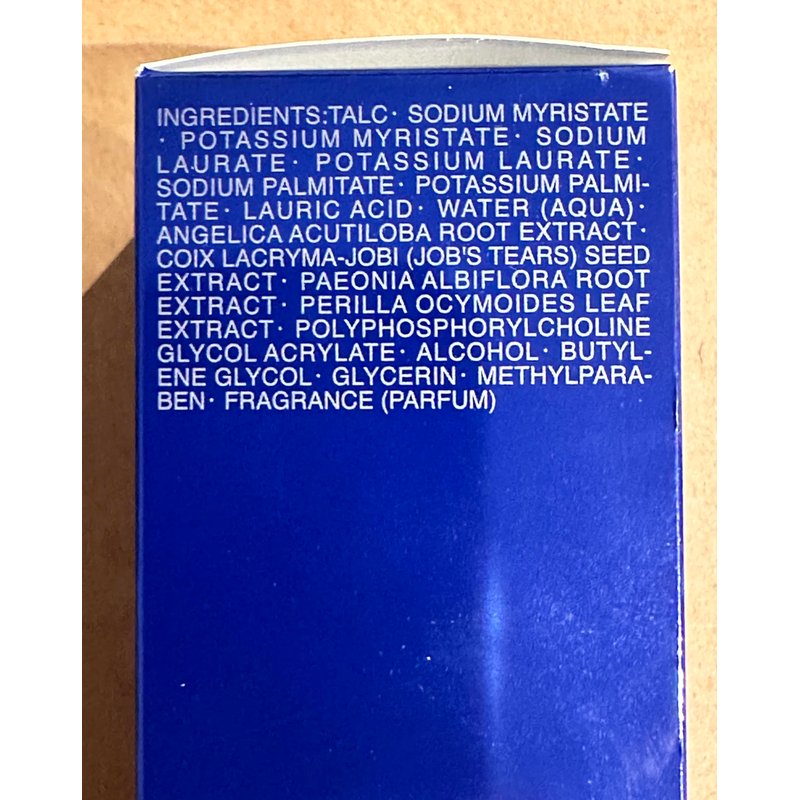 INGREDIENTS:TALC· SODIUM MYRISTATE
· POTASSIUM MYRISTATE· SODIUM
LAURATE· POTASSIUM LAURATE·
SODIUM PALMITATE· POTASSIUM PALMI-
TATE· LAURIC ACID· WATER (AQUA)·
ANGELICA ACUTILOBA ROOT EXTRACT·
COIX LACRYMA-JOBI (JOB'S TEARS) SEED
EXTRACT· PAEONIA ALBIFLORA ROOT
EXTRACT· PERILLA OCYMOIDES LEAF
EXTRACT· POLYPHOSPHORYLCHOLINE
GLYCOL ACRYLATE· ALCOHOL· BUTYL-
ENE GLYCOL· GLYCERIN· METHYLPARA-
BEN· FRAGRANCE (PARFUM)